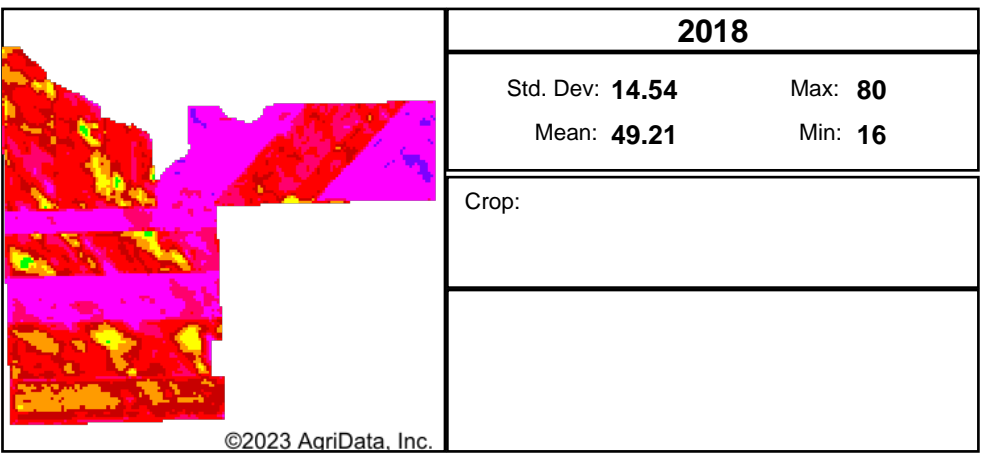 2018
Std. Dev: 14.54 Max: 80
Mean: 49.21 Min: 16
Crop:
©2023 AgriData, Inc.